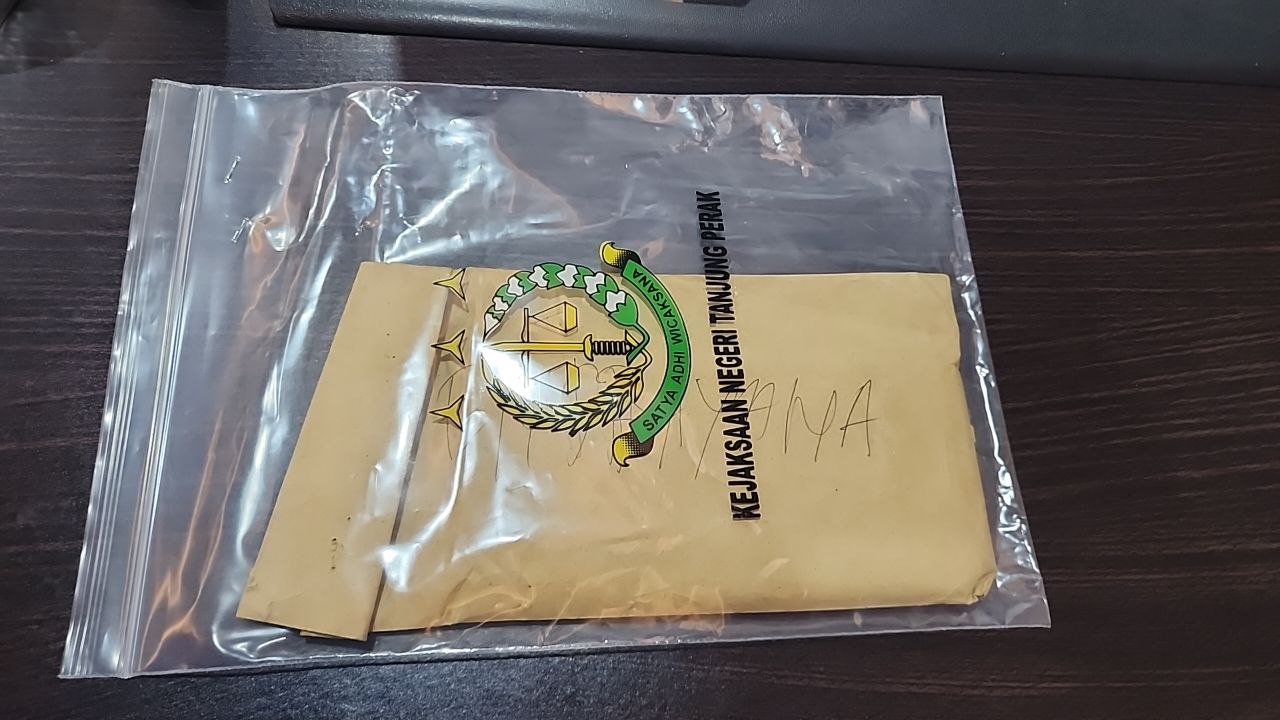 SATYA ADHI WICAKSANA
KEJAKSAAN NEGERI TANJUNG PERAK